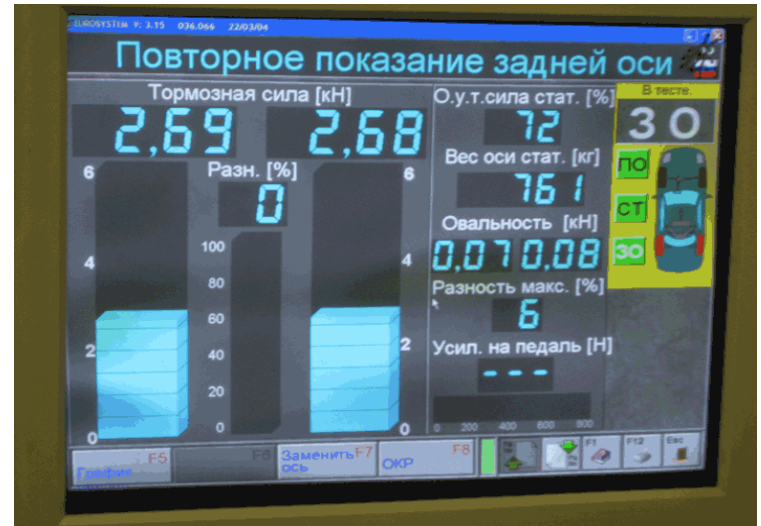 EUROSYSTEM V: 3.15 036.066 22/03/04
Повторное показание задней оси
Тормозная сила [кН]
2,69 2,68
Разн. [%]
0
6 6
4 4
2 2
0 0
100
80
60
40
20
0
О.у.т.сила стат. [%]
72
Вес оси стат. [кг]
761
Овальность [кН]
0,07 0,08
Разность макс. [%]
6
Усил. на педаль [Н]
---
0 200 400 600 800
В тесте:
ЗО
ПО
СТ
ЗО
График F5
F6
Заменить ось F7
ОКР F8
F1
F12
Esc